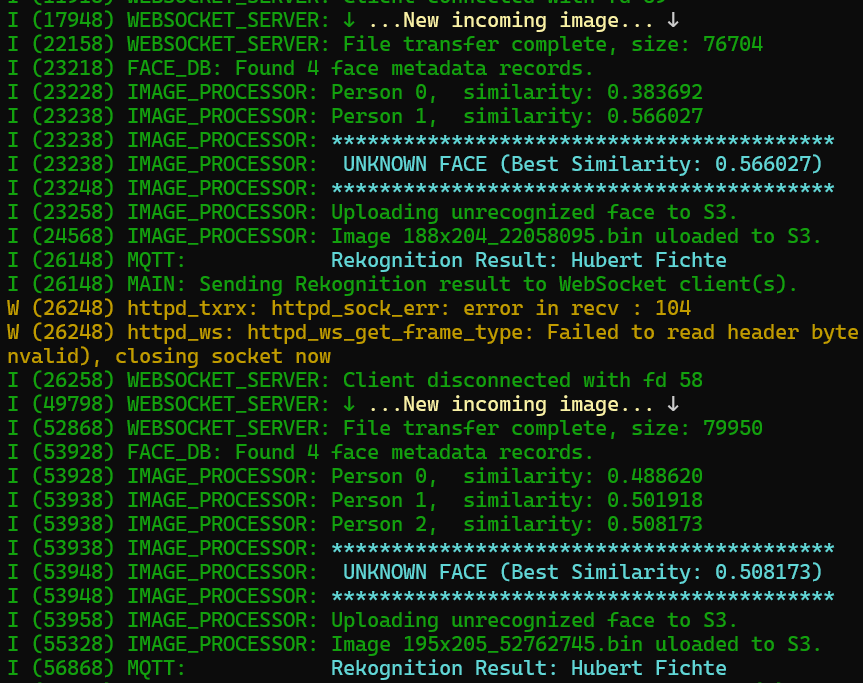 I (17948) WEBSOCKET_SERVER: ↓ ...New incoming image... ↓
I (22158) WEBSOCKET_SERVER: File transfer complete, size: 76704
I (23218) FACE_DB: Found 4 face metadata records.
I (23228) IMAGE_PROCESSOR: Person 0,  similarity: 0.383692
I (23238) IMAGE_PROCESSOR: Person 1,  similarity: 0.566027
I (23238) IMAGE_PROCESSOR: ******************************************
I (23238) IMAGE_PROCESSOR:  UNKNOWN FACE (Best Similarity: 0.566027)
I (23248) IMAGE_PROCESSOR: ******************************************
I (23258) IMAGE_PROCESSOR: Uploading unrecognized face to S3.
I (24568) IMAGE_PROCESSOR: Image 188x204_22058095.bin uloaded to S3.
I (26148) MQTT:            Rekognition Result: Hubert Fichte
I (26148) MAIN: Sending Rekognition result to WebSocket client(s).
W (26248) httpd_txrx: httpd_sock_err: error in recv : 104
W (26248) httpd_ws: httpd_ws_get_frame_type: Failed to read header byte
nvalid), closing socket now
I (26258) WEBSOCKET_SERVER: Client disconnected with fd 58
I (49798) WEBSOCKET_SERVER: ↓ ...New incoming image... ↓
I (52868) WEBSOCKET_SERVER: File transfer complete, size: 79950
I (53928) FACE_DB: Found 4 face metadata records.
I (53928) IMAGE_PROCESSOR: Person 0,  similarity: 0.488620
I (53938) IMAGE_PROCESSOR: Person 1,  similarity: 0.501918
I (53938) IMAGE_PROCESSOR: Person 2,  similarity: 0.508173
I (53938) IMAGE_PROCESSOR: ******************************************
I (53948) IMAGE_PROCESSOR:  UNKNOWN FACE (Best Similarity: 0.508173)
I (53948) IMAGE_PROCESSOR: ******************************************
I (53958) IMAGE_PROCESSOR: Uploading unrecognized face to S3.
I (55328) IMAGE_PROCESSOR: Image 195x205_52762745.bin uloaded to S3.
I (56868) MQTT:            Rekognition Result: Hubert Fichte